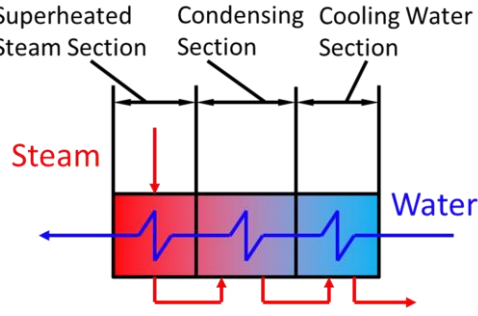 Superheated
Steam Section
Condensing
Section
Cooling Water
Section
Steam
Water